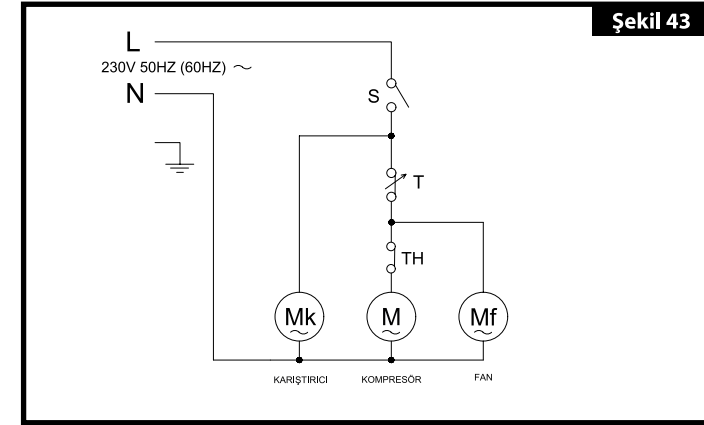 Şekil 43
L
230V 50HZ (60HZ) ~
N
S
T
TH
Mk M Mf
KARIŞTIRICI KOMPRESÖR FAN